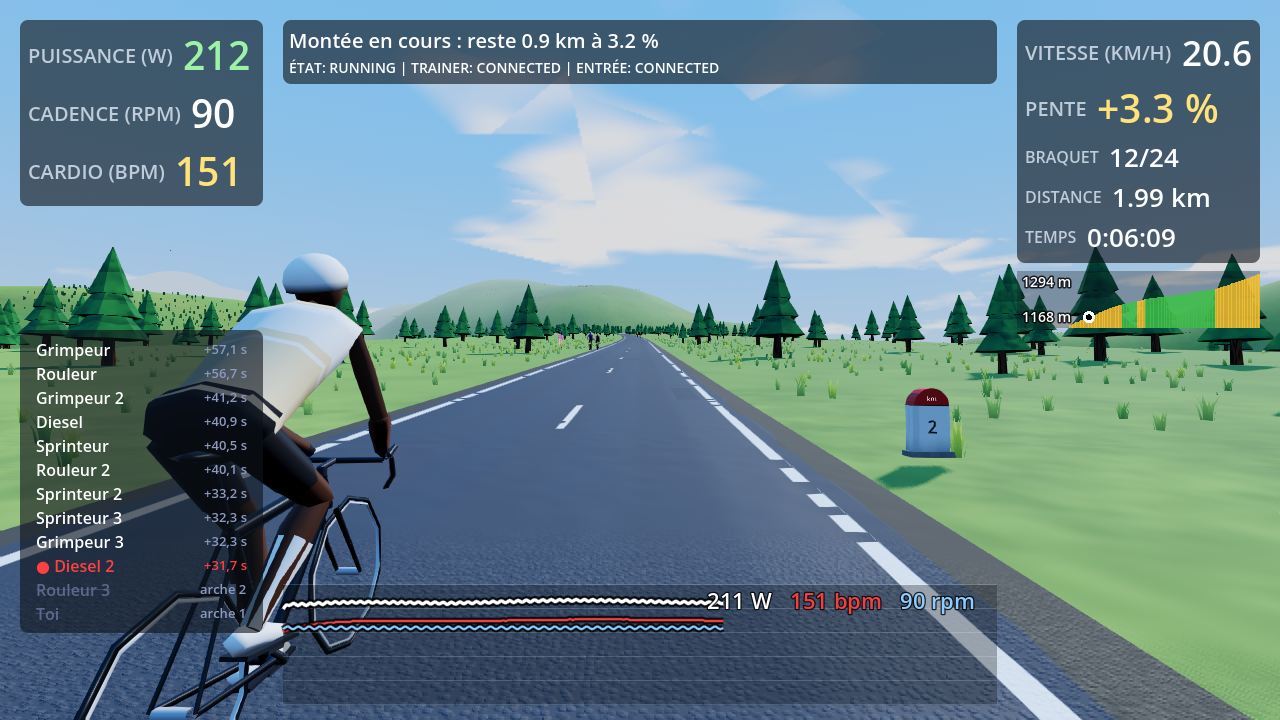 PUISSANCE (W) 212
CADENCE (RPM) 90
CARDIO (BPM) 151
Montée en cours : reste 0.9 km à 3.2 %
ÉTAT: RUNNING | TRAINER: CONNECTED | ENTRÉE: CONNECTED
VITESSE (KM/H) 20.6
PENTE +3.3 %
BRAQUET 12/24
DISTANCE 1.99 km
TEMPS 0:06:09
1294 m
1168 m
Grimpeur +57,1 s
Rouleur +56,7 s
Grimpeur 2 +41,2 s
Diesel +40,9 s
Sprinteur +40,5 s
Rouleur 2 +40,1 s
Sprinteur 2 +33,2 s
Sprinteur 3 +32,3 s
Grimpeur 3 +32,3 s
Diesel 2 +31,7 s
Rouleur 3 arche 2
Toi arche 1
km
2
211 W 151 bpm 90 rpm